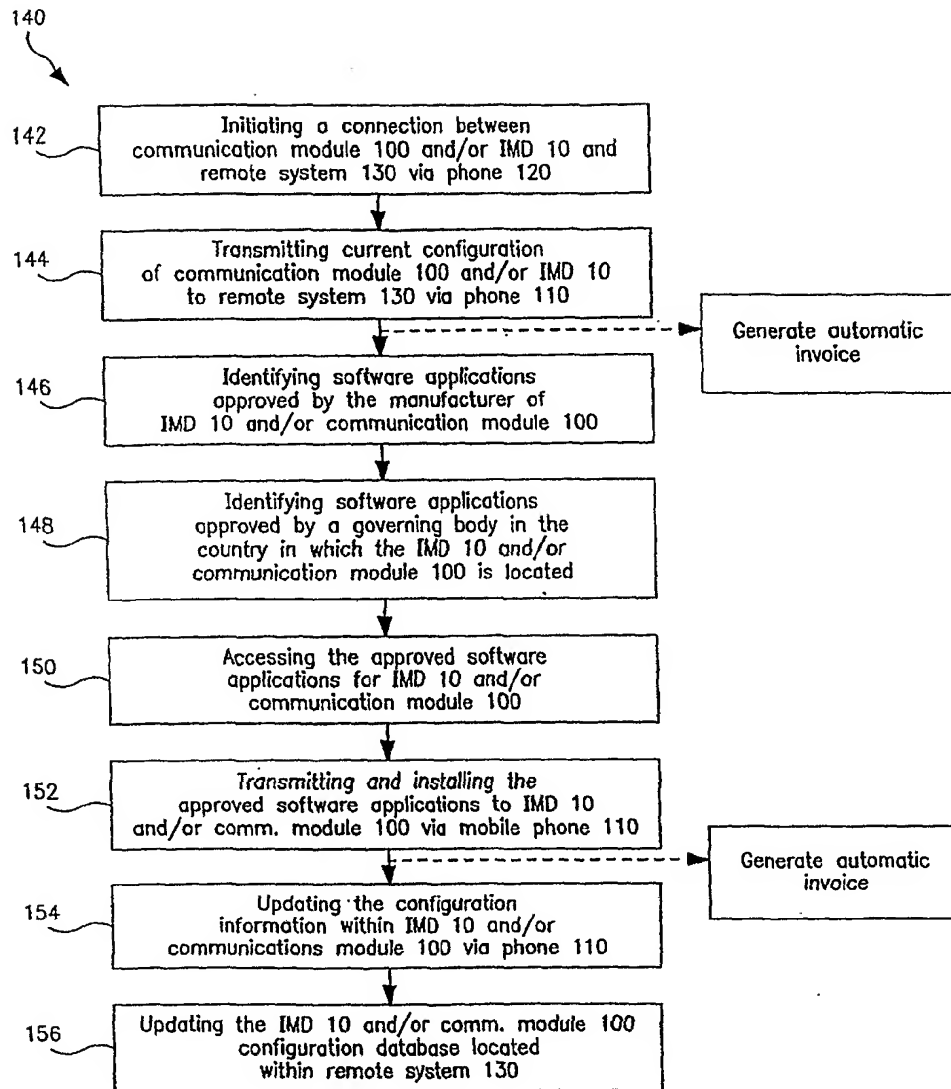 140
142
Initiating a connection between
communication module 100 and/or IMD 10 and
remote system 130 via phone 120
144
Transmitting current configuration
of communication module 100 and/or IMD 10
to remote system 130 via phone 110
Generate automatic
invoice
146
Identifying software applications
approved by the manufacturer of
IMD 10 and/or communication module 100
148
Identifying software applications
approved by a governing body in the
country in which the IMD 10 and/or
communication module 100 is located
150
Accessing the approved software
applications for IMD 10 and/or
communication module 100
152
Transmitting and installing the
approved software applications to IMD 10
and/or comm. module 100 via mobile phone 110
Generate automatic
invoice
154
Updating the configuration
information within IMD 10 and/or
communications module 100 via phone 110
156
Updating the IMD 10 and/or comm. module 100
configuration database located
within remote system 130